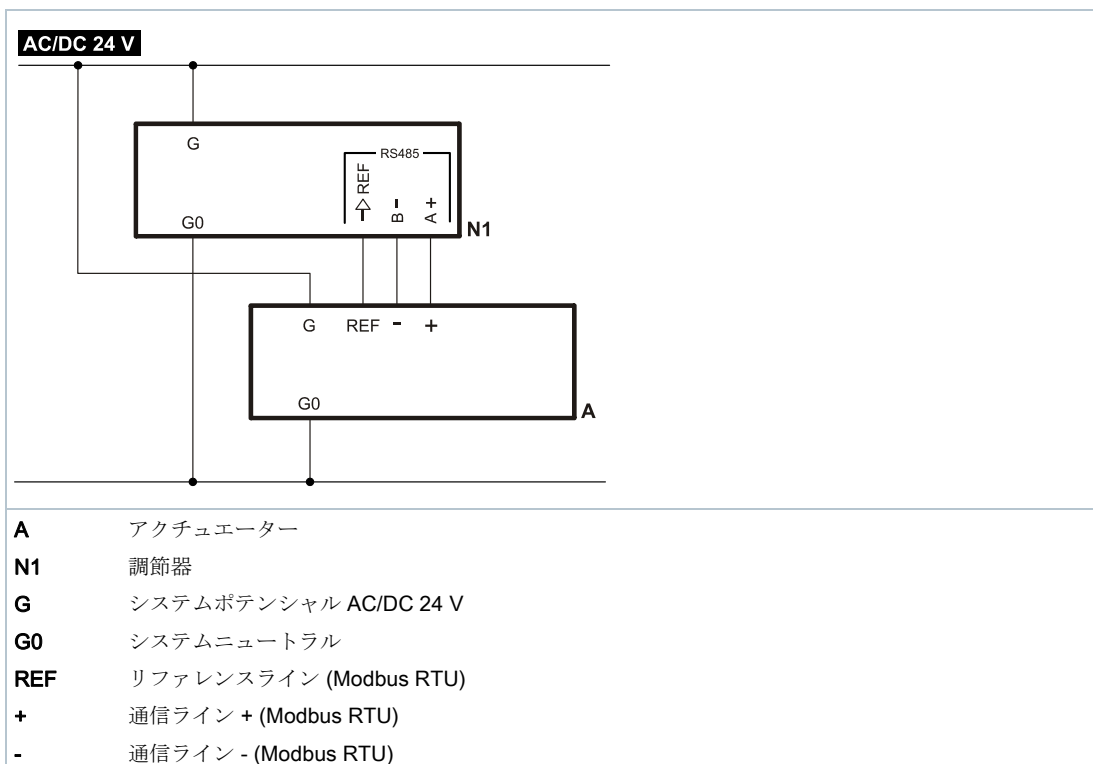 AC/DC 24 V
G
RS485
REF
B -
A +
G0
N1
G REF - +
G0
A
A アクチュエーター
N1 調節器
G システムポテンシャル AC/DC 24 V
G0 システムニュートラル
REF リファレンスライン (Modbus RTU)
+ 通信ライン + (Modbus RTU)
- 通信ライン - (Modbus RTU)